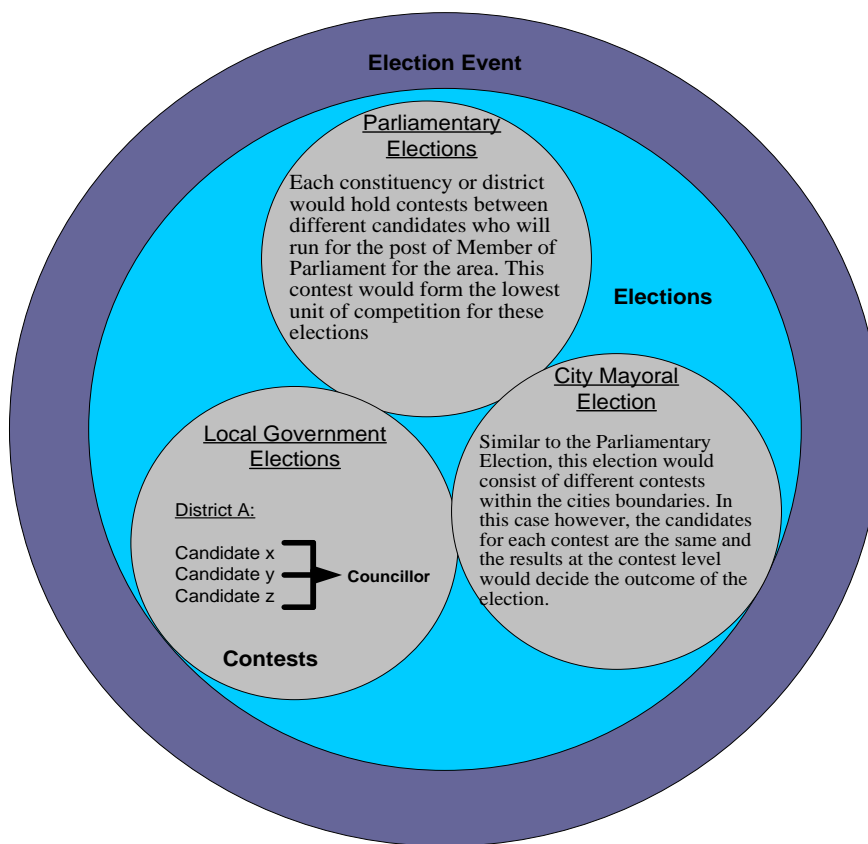 Election Event
Parliamentary
Elections
Each constituency or district
would hold contests between
different candidates who will
run for the post of Member of
Parliament for the area. This
contest would form the lowest
unit of competition for these
elections
Elections
City Mayoral
Election
Similar to the Parliamentary
Election, this election would
consist of different contests
within the cities boundaries. In
this case however, the candidates
for each contest are the same and
the results at the contest level
would decide the outcome of the
election.
Local Government
Elections
District A:
Candidate x
Candidate y
Candidate z
Councillor
Contests